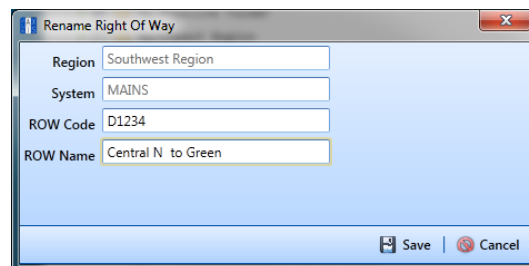 Rename Right Of Way
Region Southwest Region
System MAINS
ROW Code D1234
ROW Name Central N  to Green
Save Cancel